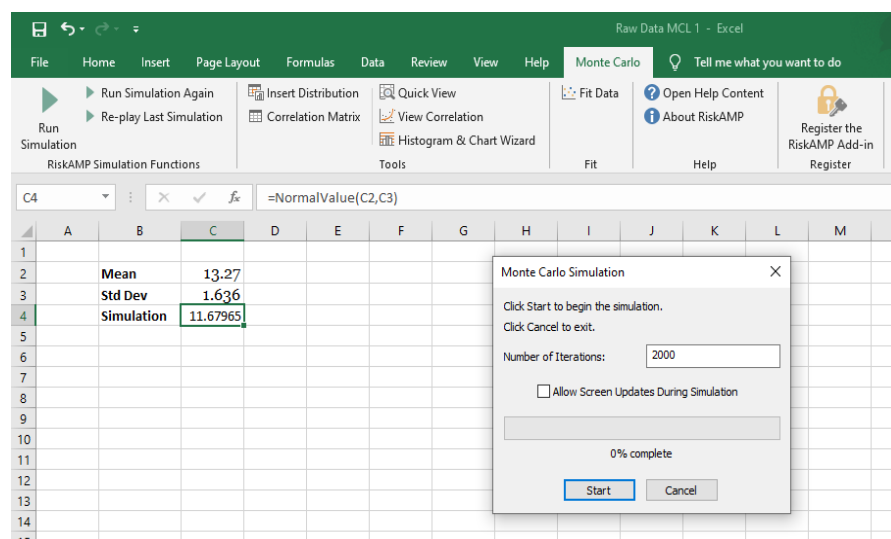 Raw Data MCL 1 - Excel
File Home Insert Page Layout Formulas Data Review View Help Monte Carlo Tell me what you want to do
Run Simulation
Run Simulation Again
Re-play Last Simulation
RiskAMP Simulation Functions
Insert Distribution
Correlation Matrix
Quick View
View Correlation
Histogram & Chart Wizard
Tools
Fit Data
Fit
Open Help Content
About RiskAMP
Help
Register the
RiskAMP Add-in
Register
C4 fx =NormalValue(C2,C3)
A B C D E F G H I J K L M
1
2 Mean 13.27
3 Std Dev 1.636
4 Simulation 11.67965
5
6
7
8
9
10
11
12
13
14
Monte Carlo Simulation
Click Start to begin the simulation.
Click Cancel to exit.
Number of Iterations: 2000
Allow Screen Updates During Simulation
0% complete
Start Cancel